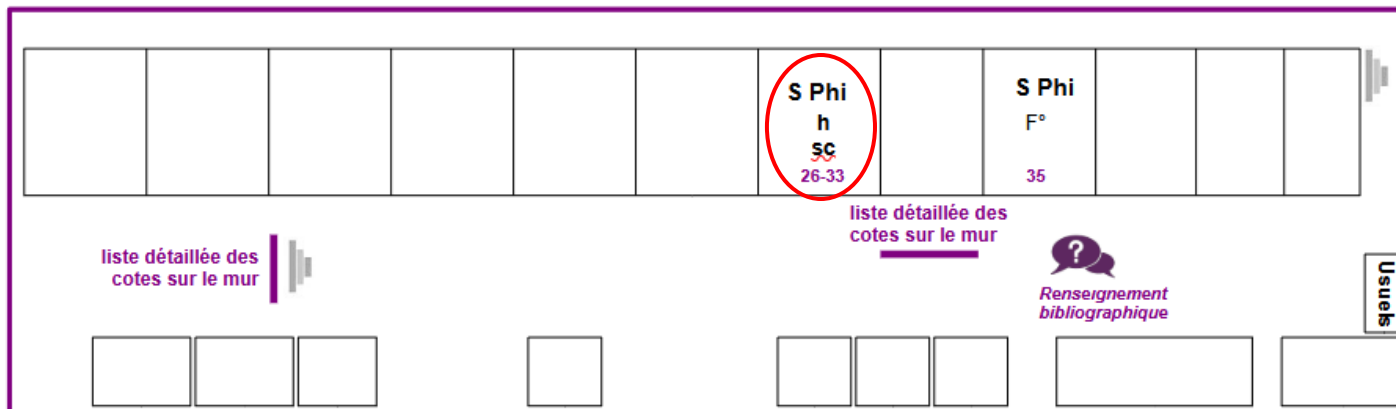 S Phi
h
sc
26-33
S Phi
F°
35
liste détaillée des
cotes sur le mur
liste détaillée des
cotes sur le mur
?
Renseignement
bibliographique
Usuels